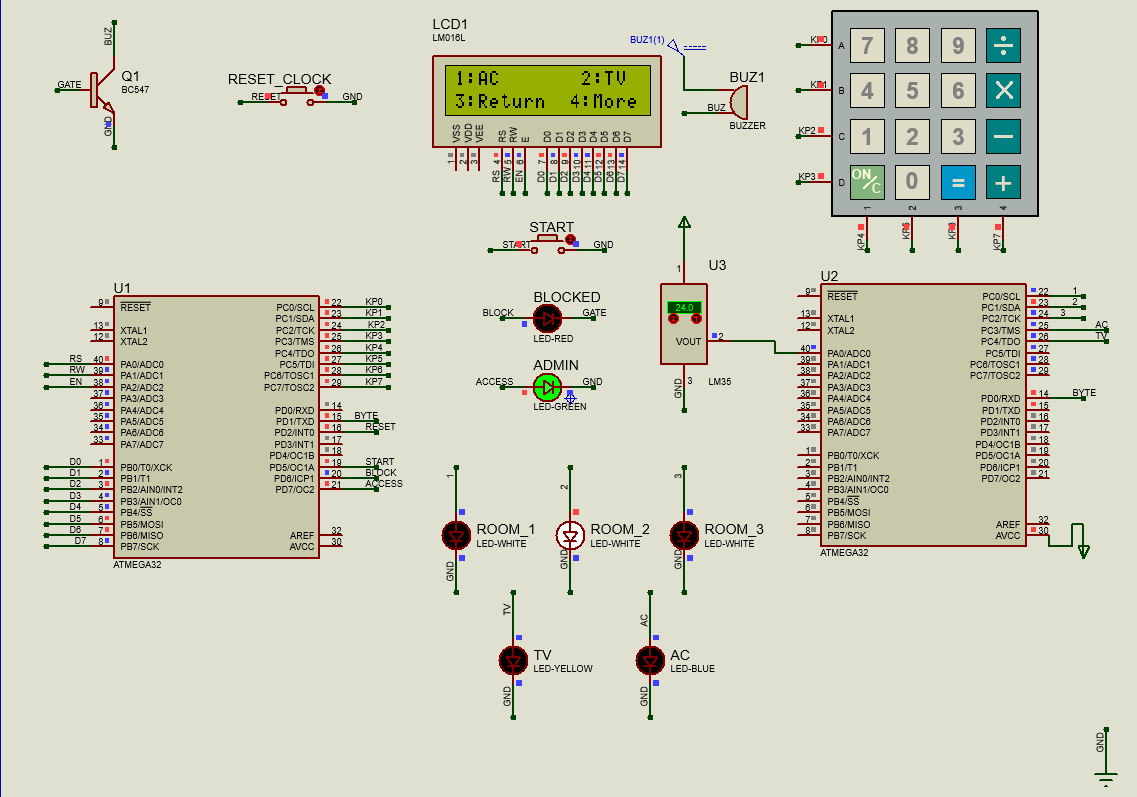 BUZ
GATE
Q1
BC547
GND
RESET_CLOCK
RESET
GND
LCD1
LM016L
1:AC 2:TV
3:Return 4:More
VSS
VDD
VEE
RS
RW
E
D0
D1
D2
D3
D4
D5
D6
D7
1
2
3
4
5
6
7
8
9
10
11
12
13
14
RS
RW
EN
D0
D1
D2
D3
D4
D5
D6
D7
BUZ1(1)
BUZ1
BUZ
BUZZER
KP0
KP1
KP2
KP3
A
B
C
D
7 8 9 ÷
4 5 6 ×
1 2 3 −
ON/C 0 = +
1 2 3 4
KP4
KP5
KP6
KP7
START
START
GND
BLOCKED
BLOCK
GATE
LED-RED
ADMIN
ACCESS
GND
LED-GREEN
U3
1
24.0
VOUT
2
3
GND
LM35
U1
9 RESET
13 XTAL1
12 XTAL2
RS 40 PA0/ADC0
RW 39 PA1/ADC1
EN 38 PA2/ADC2
37 PA3/ADC3
36 PA4/ADC4
35 PA5/ADC5
34 PA6/ADC6
33 PA7/ADC7
D0 1 PB0/T0/XCK
D1 2 PB1/T1
D2 3 PB2/AIN0/INT2
D3 4 PB3/AIN1/OC0
D4 5 PB4/SS
D5 6 PB5/MOSI
D6 7 PB6/MISO
D7 8 PB7/SCK
PC0/SCL 22 KP0
PC1/SDA 23 KP1
PC2/TCK 24 KP2
PC3/TMS 25 KP3
PC4/TDO 26 KP4
PC5/TDI 27 KP5
PC6/TOSC1 28 KP6
PC7/TOSC2 29 KP7
PD0/RXD 14
PD1/TXD 15 BYTE
PD2/INT0 16 RESET
PD3/INT1 17
PD4/OC1B 18
PD5/OC1A 19 START
PD6/ICP1 20 BLOCK
PD7/OC2 21 ACCESS
AREF 32
AVCC 30
ATMEGA32
U2
9 RESET
13 XTAL1
12 XTAL2
40 PA0/ADC0
39 PA1/ADC1
38 PA2/ADC2
37 PA3/ADC3
36 PA4/ADC4
35 PA5/ADC5
34 PA6/ADC6
33 PA7/ADC7
1 PB0/T0/XCK
2 PB1/T1
3 PB2/AIN0/INT2
4 PB3/AIN1/OC0
5 PB4/SS
6 PB5/MOSI
7 PB6/MISO
8 PB7/SCK
PC0/SCL 22 1
PC1/SDA 23 2
PC2/TCK 24 3
PC3/TMS 25 AC
PC4/TDO 26 TV
PC5/TDI 27
PC6/TOSC1 28
PC7/TOSC2 29
PD0/RXD 14 BYTE
PD1/TXD 15
PD2/INT0 16
PD3/INT1 17
PD4/OC1B 18
PD5/OC1A 19
PD6/ICP1 20
PD7/OC2 21
AREF 32
AVCC 30
ATMEGA32
1
ROOM_1
LED-WHITE
GND
2
ROOM_2
LED-WHITE
GND
3
ROOM_3
LED-WHITE
GND
TV
TV
LED-YELLOW
GND
AC
AC
LED-BLUE
GND
GND